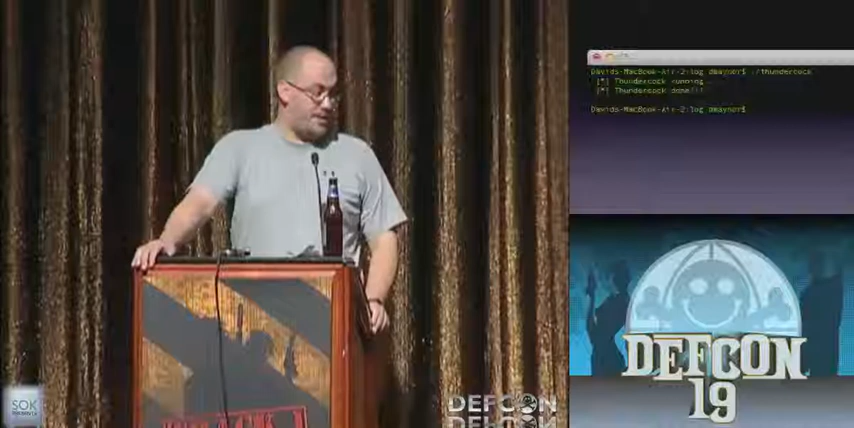 Davids-MacBook-Air-2:log dmaynor$ ./thundercock
[*] Thundercock running
[*] Thundercock done!!!
Davids-MacBook-Air-2:log dmaynor$
DEFCON
19
DEFCON
SOK